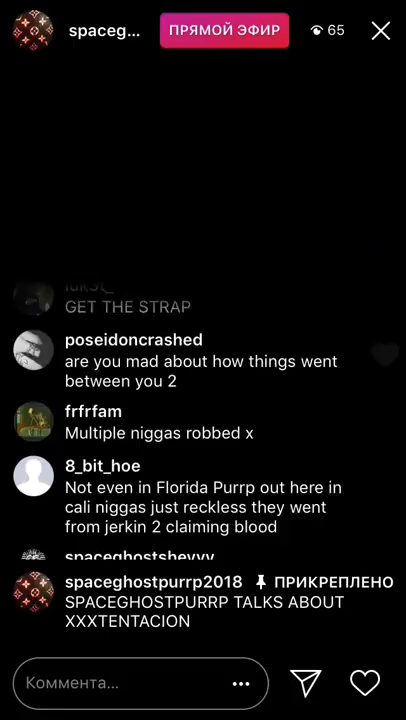 spaceg...
ПРЯМОЙ ЭФИР
65
GET THE STRAP
poseidoncrashed
are you mad about how things went
between you 2
frfrfam
Multiple niggas robbed x
8_bit_hoe
Not even in Florida Purrp out here in
cali niggas just reckless they went
from jerkin 2 claiming blood
spaceghostpurrp2018 ПРИКРЕПЛЕНО
SPACEGHOSTPURRP TALKS ABOUT
XXXTENTACION
Коммента...